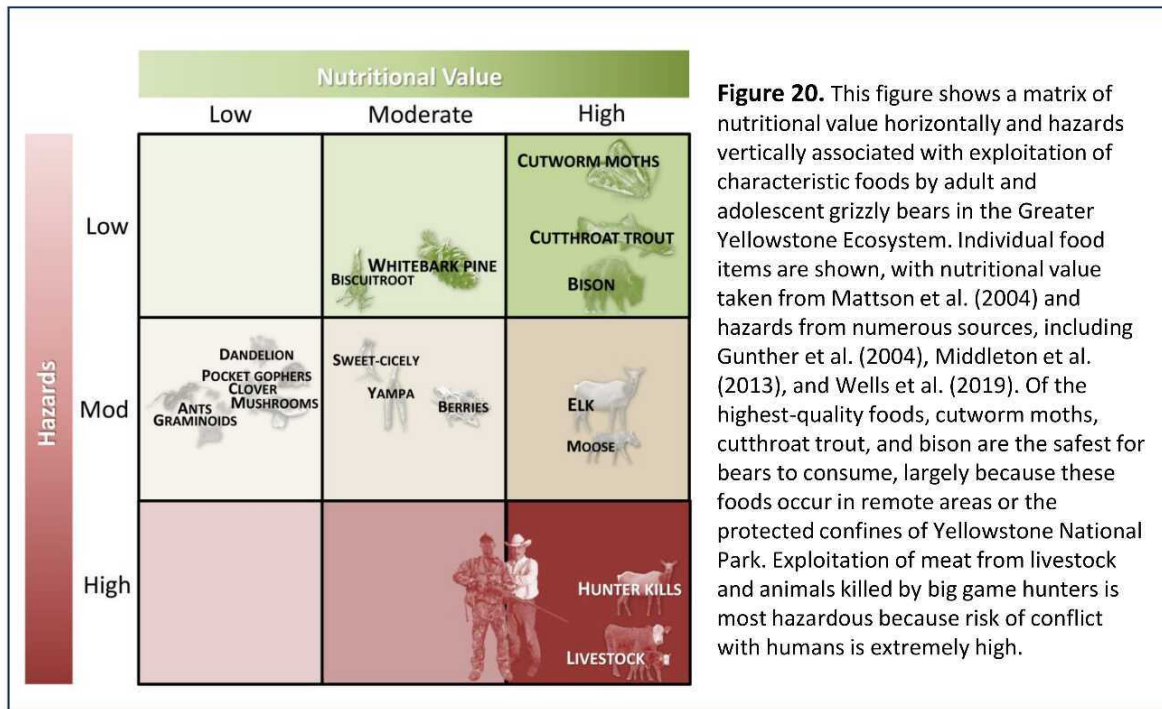 Nutritional Value
Low Moderate High
Hazards
Low
CUTWORM MOTHS
CUTTHROAT TROUT
WHITEBARK PINE
BISCUITROOT
BISON
Mod
DANDELION
POCKET GOPHERS
CLOVER
MUSHROOMS
ANTS
GRAMINOIDS
SWEET-CICELY
YAMPA
BERRIES
ELK
MOOSE
High
HUNTER KILLS
LIVESTOCK
Figure 20. This figure shows a matrix of
nutritional value horizontally and hazards
vertically associated with exploitation of
characteristic foods by adult and
adolescent grizzly bears in the Greater
Yellowstone Ecosystem. Individual food
items are shown, with nutritional value
taken from Mattson et al. (2004) and
hazards from numerous sources, including
Gunther et al. (2004), Middleton et al.
(2013), and Wells et al. (2019). Of the
highest-quality foods, cutworm moths,
cutthroat trout, and bison are the safest for
bears to consume, largely because these
foods occur in remote areas or the
protected confines of Yellowstone National
Park. Exploitation of meat from livestock
and animals killed by big game hunters is
most hazardous because risk of conflict
with humans is extremely high.